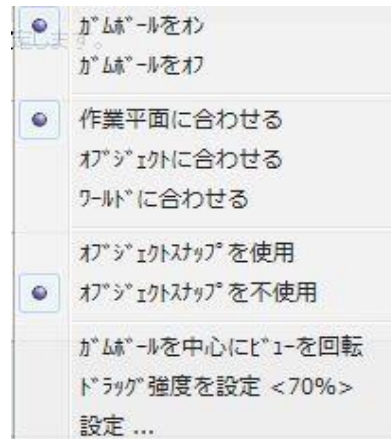 ｶﾞﾑﾎﾞｰﾙをｵﾝ
定します。
ｶﾞﾑﾎﾞｰﾙをｵﾌ
作業平面に合わせる
ｵﾌﾞｼﾞｪｸﾄに合わせる
ﾜｰﾙﾄﾞに合わせる
ｵﾌﾞｼﾞｪｸﾄｽﾅｯﾌﾟを使用
ｵﾌﾞｼﾞｪｸﾄｽﾅｯﾌﾟを不使用
ｶﾞﾑﾎﾞｰﾙを中心にﾋﾞｭｰを回転
ﾄﾞﾗｯｸﾞ強度を設定 <70%>
設定 ...